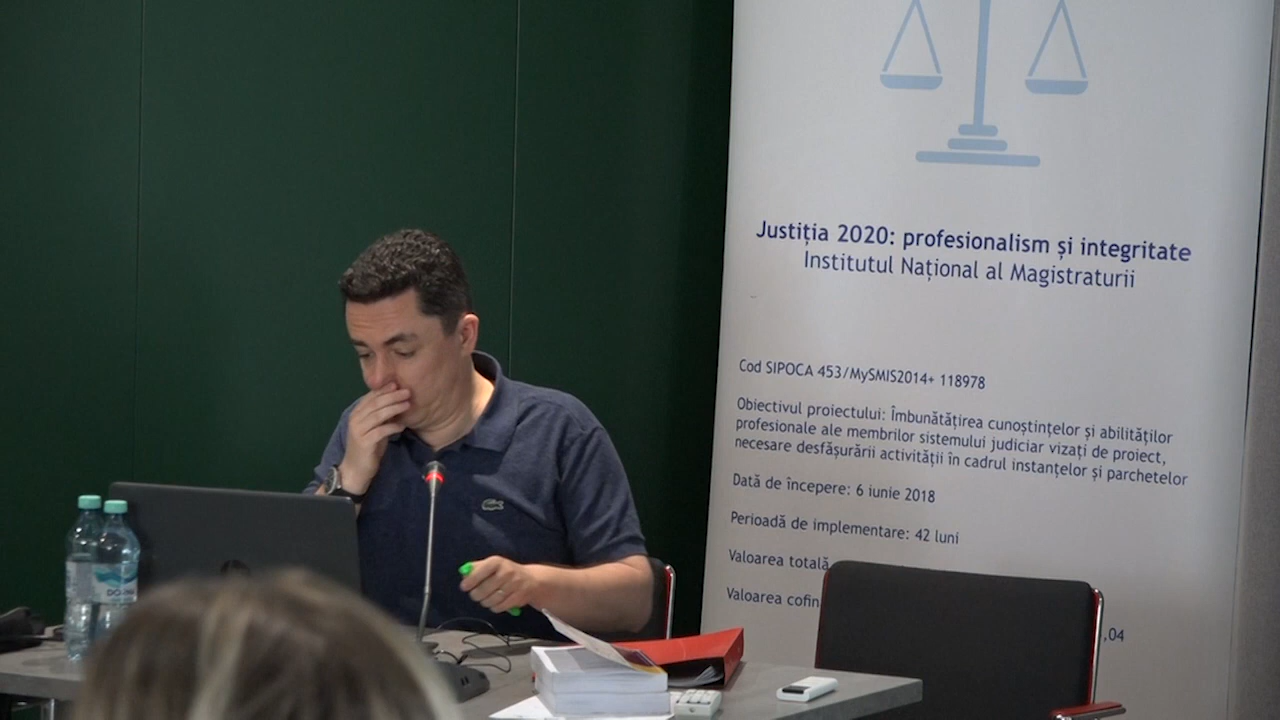 Justiția 2020: profesionalism și integritate
Institutul Național al Magistraturii
Cod SIPOCA 453/MySMIS2014+ 118978
Obiectivul proiectului: Îmbunătățirea cunoștințelor și abilităților
profesionale ale membrilor sistemului judiciar vizați de proiect,
necesare desfășurării activității în cadrul instanțelor și parchetelor
Dată de începere: 6 iunie 2018
Perioadă de implementare: 42 luni
Valoarea totală
Valoarea cofin
,04